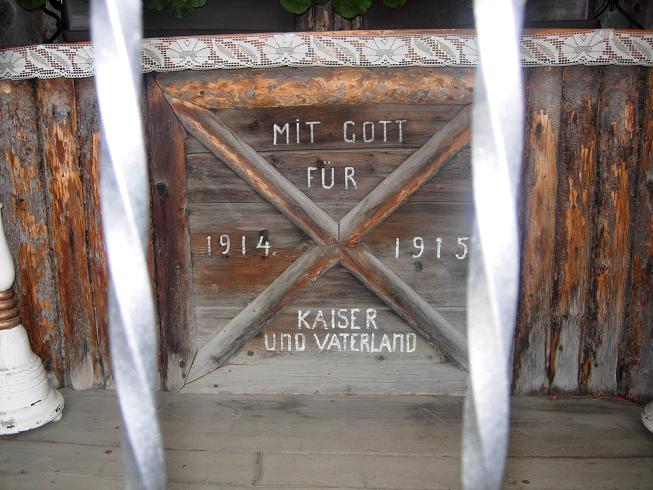 MiT GOTT
FÜR
1914. 1915
KAISER
UND VATERLAND